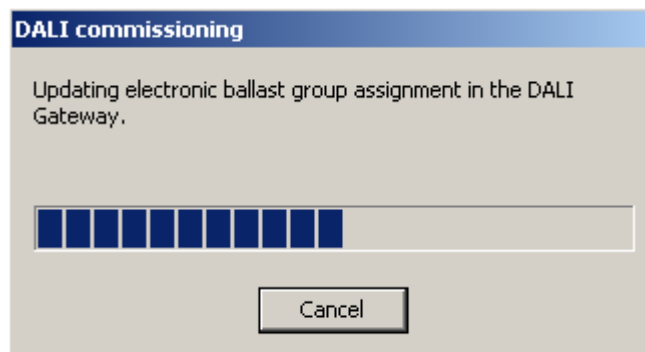 DALI commissioning
Updating electronic ballast group assignment in the DALI
Gateway.
Cancel